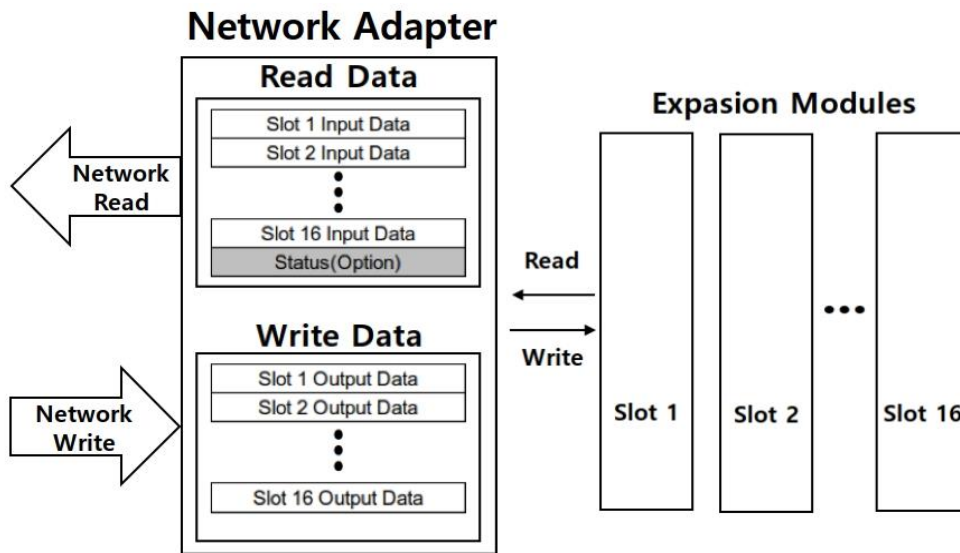 Network Adapter
Read Data
Slot 1 Input Data
Slot 2 Input Data
Slot 16 Input Data
Status(Option)
Network
Read
Write Data
Slot 1 Output Data
Slot 2 Output Data
Slot 16 Output Data
Network
Write
Read
Write
Expasion Modules
Slot 1
Slot 2
Slot 16